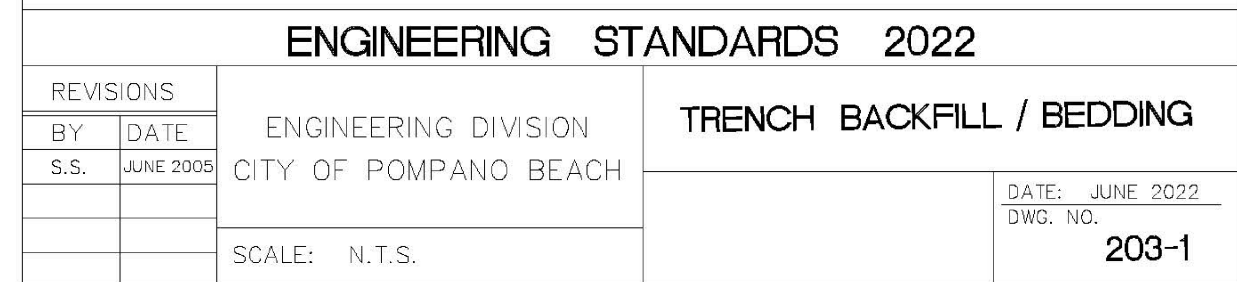 ENGINEERING STANDARDS 2022
REVISIONS
BY DATE
S.S. JUNE 2005
ENGINEERING DIVISION
CITY OF POMPANO BEACH
SCALE: N.T.S.
TRENCH BACKFILL / BEDDING
DATE: JUNE 2022
DWG. NO.
203-1